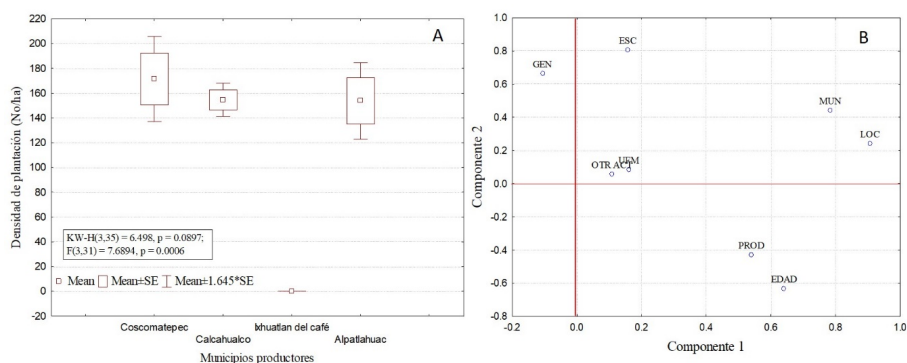 A
Densidad de plantación (No/ha)
220
200
180
160
140
120
100
80
60
40
20
0
-20
KW-H(3,35) = 6.498, p = 0.0897;
F(3,31) = 7.6894, p = 0.0006
Mean Mean±SE Mean±1.645*SE
Coscomatepec Ixhuatlan del café
Calcahualco Alpatlahuac
Municipios productores
B
Componente 2
1.0
0.8
0.6
0.4
0.2
0.0
-0.2
-0.4
-0.6
-0.8
GEN
ESC
MUN
LOC
OTR ACT UFM
PROD
EDAD
-0.2 0.0 0.2 0.4 0.6 0.8 1.0
Componente 1